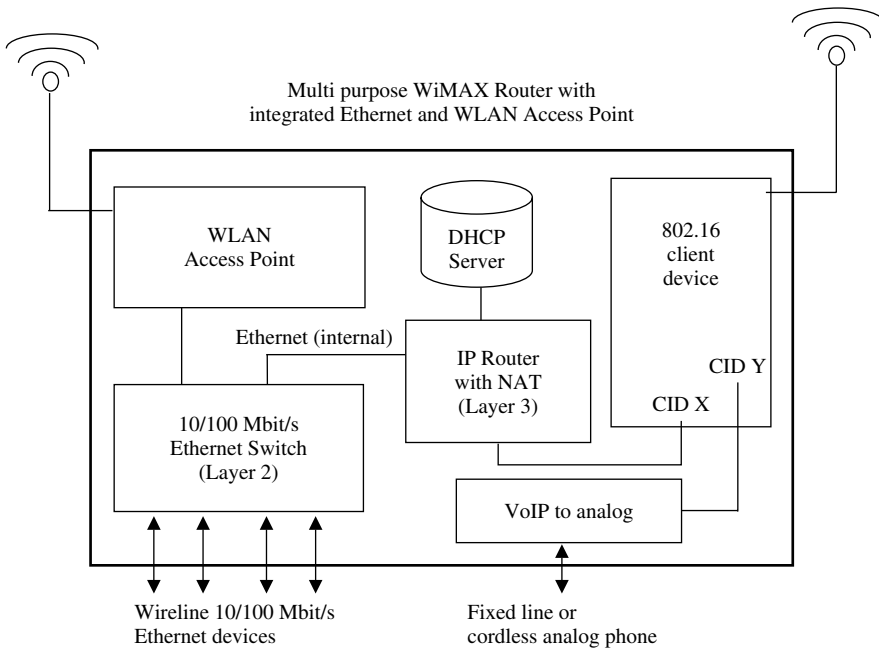 Multi purpose WiMAX Router with
integrated Ethernet and WLAN Access Point
WLAN
Access Point
DHCP
Server
802.16
client
device
Ethernet (internal)
IP Router
with NAT
(Layer 3)
CID Y
CID X
10/100 Mbit/s
Ethernet Switch
(Layer 2)
VoIP to analog
Wireline 10/100 Mbit/s
Ethernet devices
Fixed line or
cordless analog phone